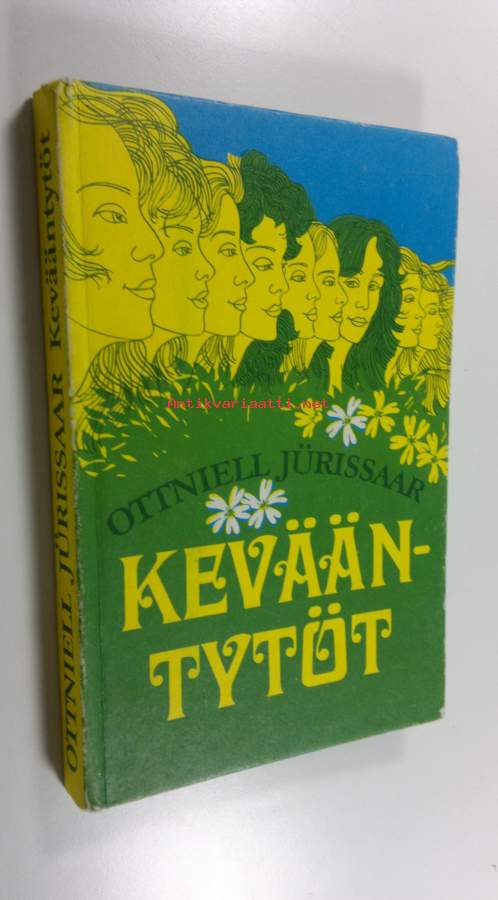 OTTNIELL JÜRISSAAR Kevääntytöt
Antikvariaatti.net
OTTNIELL JÜRISSAAR
KEVÄÄN-
TYTÖT